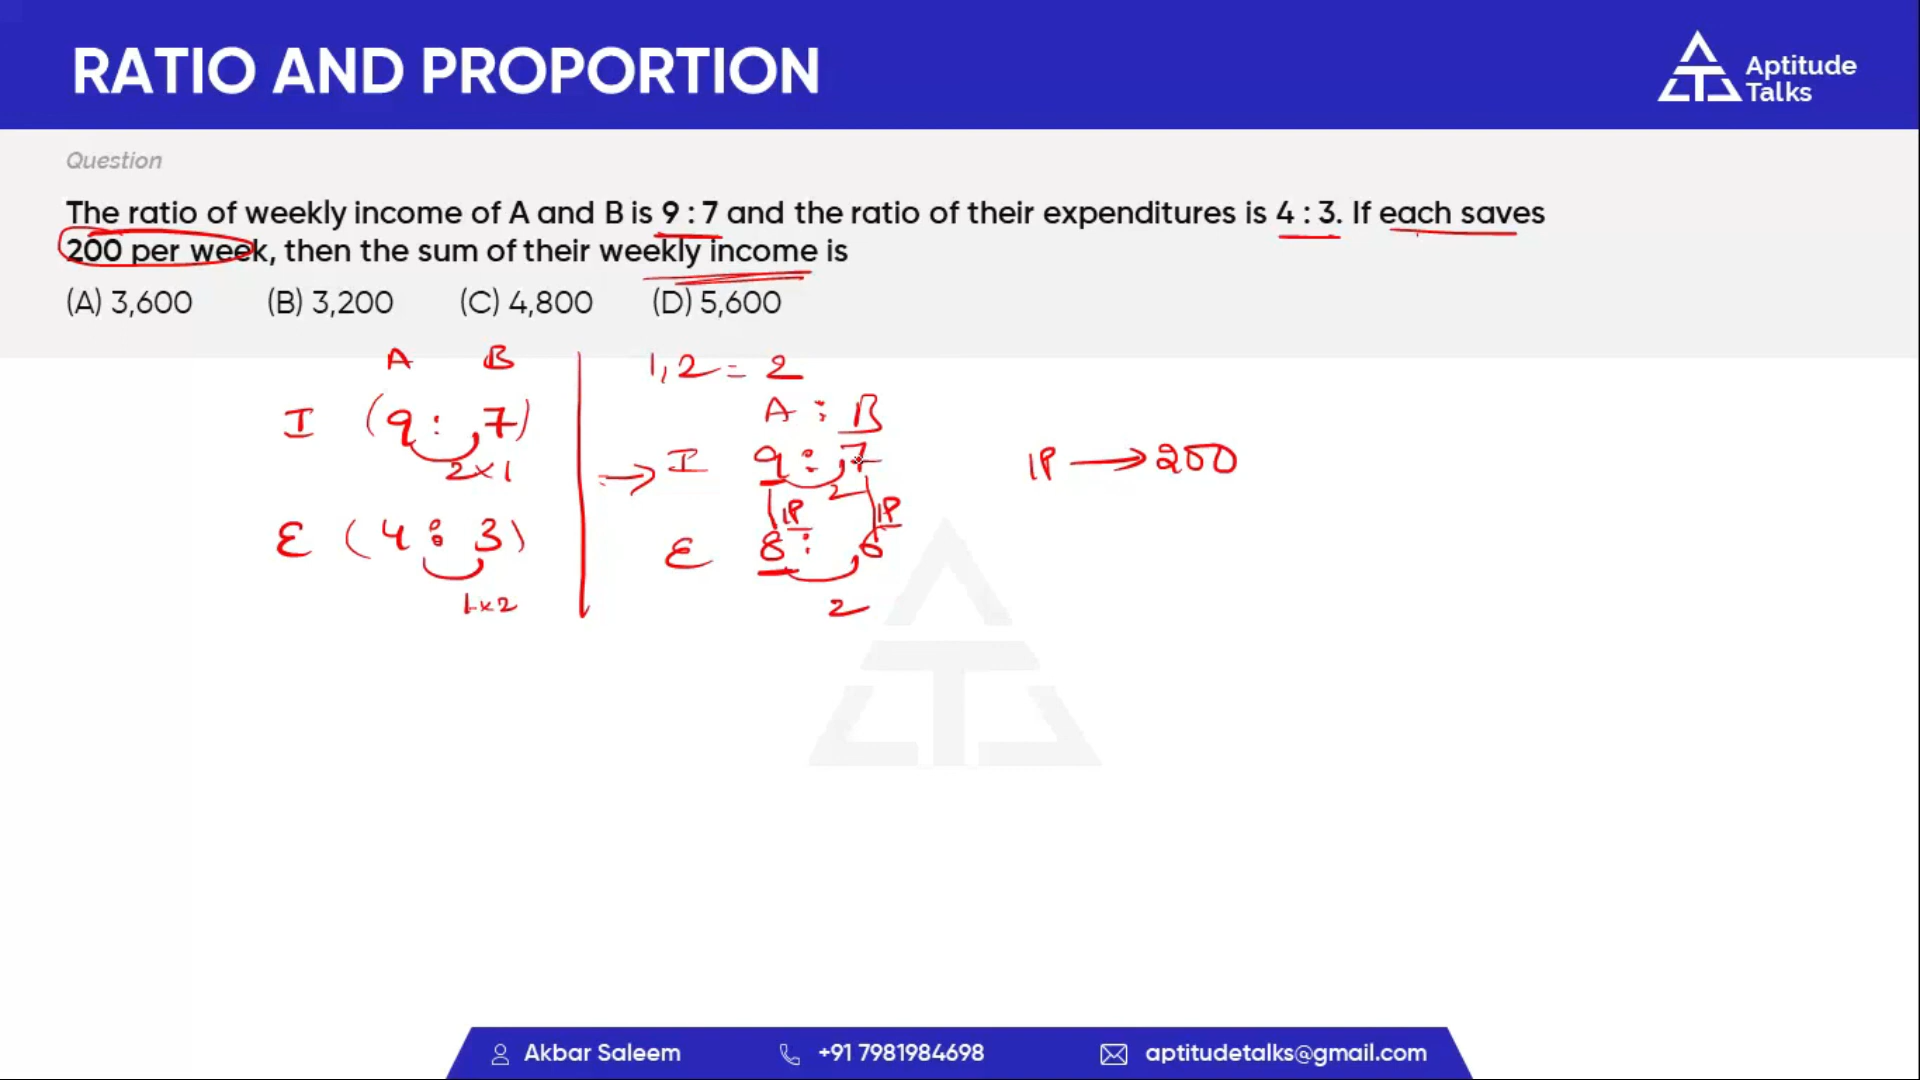 RATIO AND PROPORTION
Aptitude
Talks
Question
The ratio of weekly income of A and B is 9 : 7 and the ratio of their expenditures is 4 : 3. If each saves
200 per week, then the sum of their weekly income is
(A) 3,600 (B) 3,200 (C) 4,800 (D) 5,600
A B
I (9 : 7)
2×1
E (4 : 3)
1×2
1,2 = 2
A : B
⇒ I 9 : 7
2
1P 1P
E 8 : 6
2
1P → 200
Akbar Saleem +91 7981984698 aptitudetalks@gmail.com